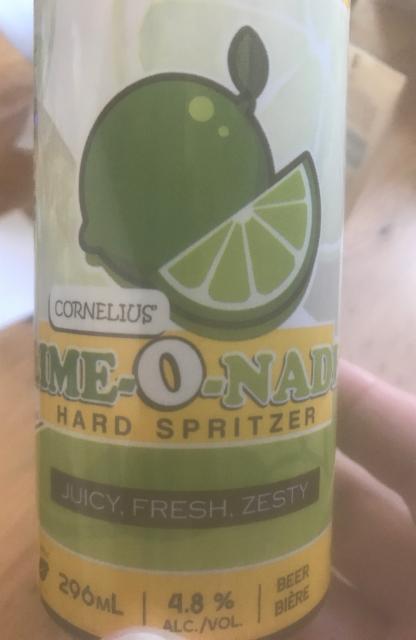 CORNELIUS®
IME-O-NAD
HARD SPRITZER
JUICY, FRESH, ZESTY
296mL
4.8 %
ALC./VOL.
BEER
BIÈRE